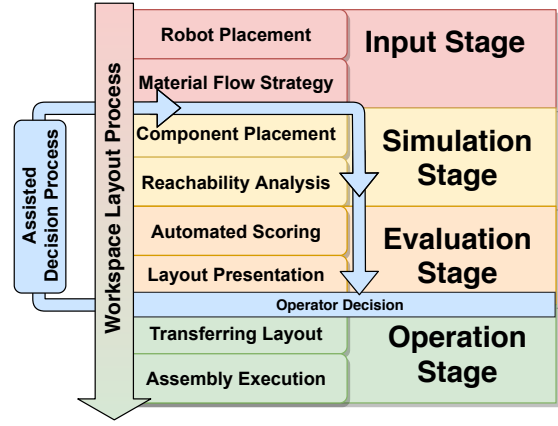 Assisted
Decision Process
Workspace Layout Process
Robot Placement
Material Flow Strategy
Input Stage
Component Placement
Reachability Analysis
Simulation
Stage
Automated Scoring
Layout Presentation
Evaluation
Stage
Operator Decision
Transferring Layout
Assembly Execution
Operation
Stage